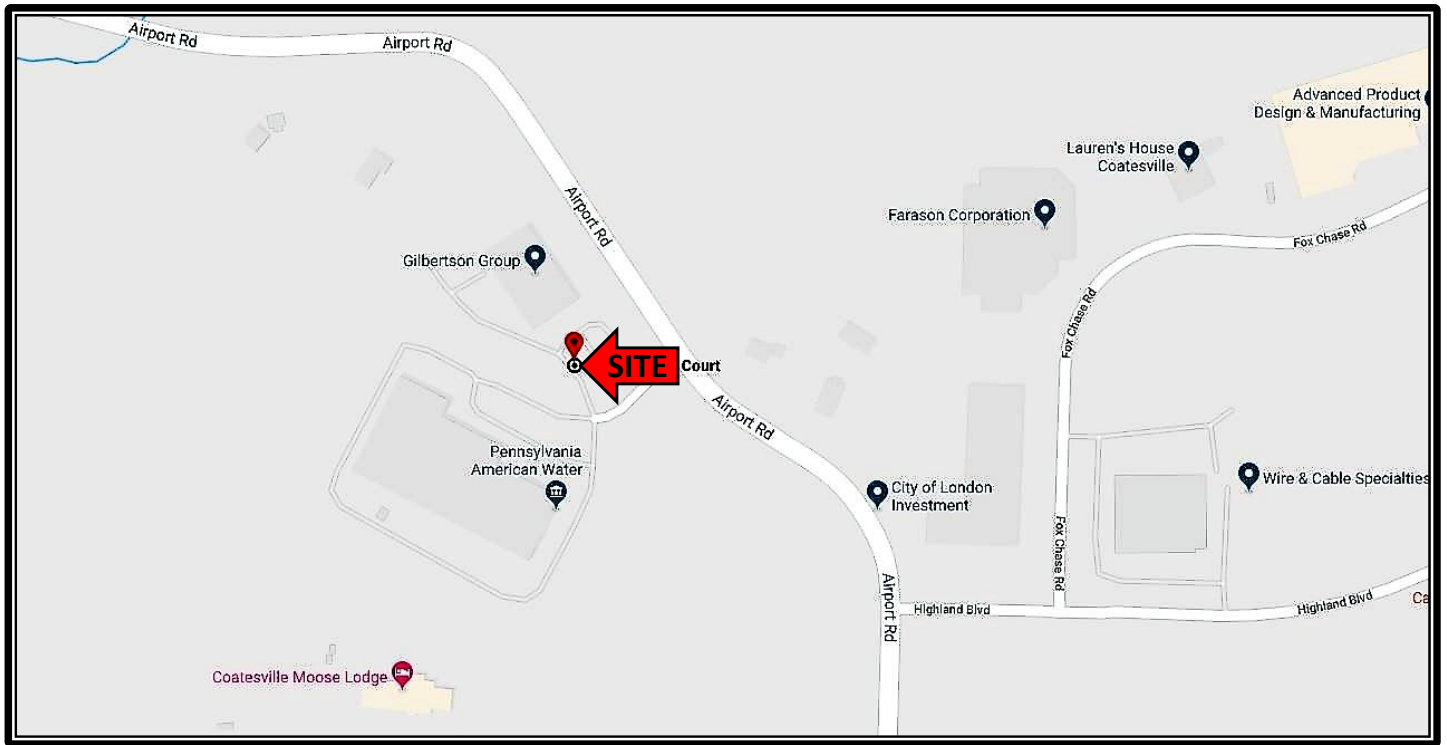 Airport Rd
Airport Rd
Advanced Product
Design & Manufacturing
Lauren's House
Coatesville
Airport Rd
Farason Corporation
Fox Chase Rd
Gilbertson Group
Fox Chase Rd
SITE
Court
Airport Rd
Pennsylvania
American Water
City of London
Investment
Wire & Cable Specialties
Fox Chase Rd
Airport Rd
Highland Blvd
Highland Blvd
Ca
Coatesville Moose Lodge